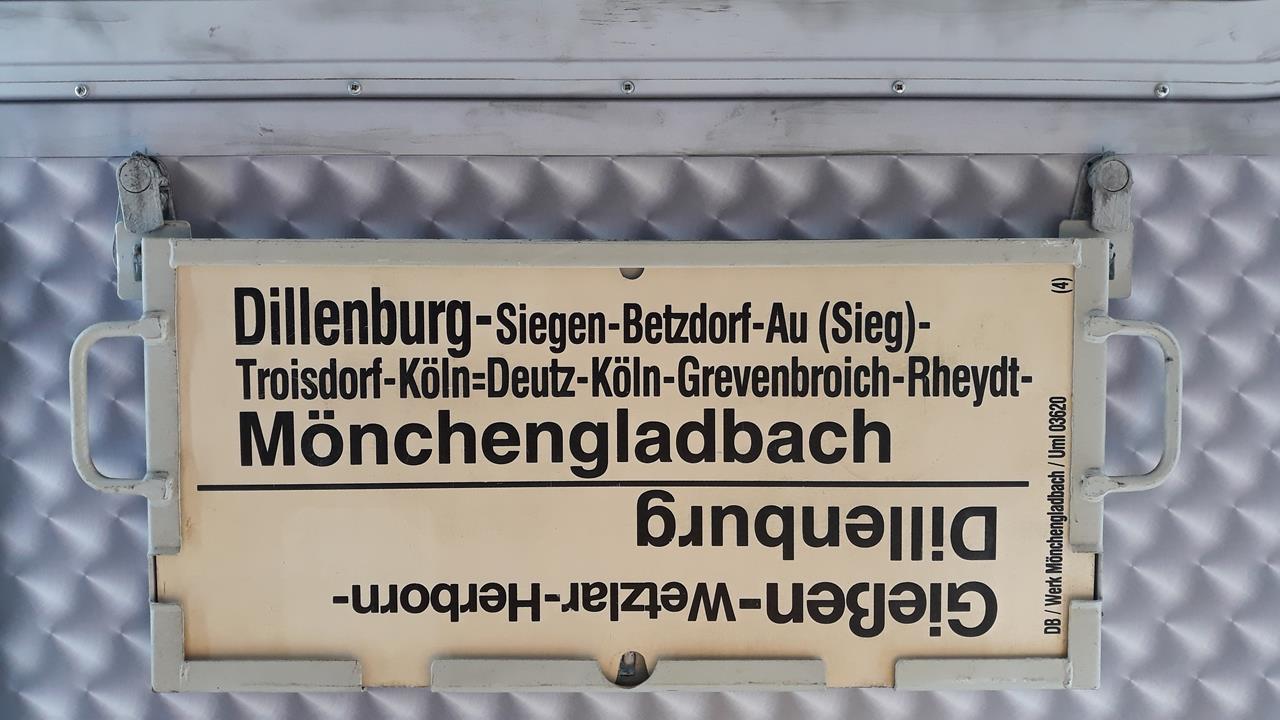 Dillenburg-Siegen-Betzdorf-Au (Sieg)-
Troisdorf-Köln=Deutz-Köln-Grevenbroich-Rheydt-
Mönchengladbach
Gießen-Wetzlar-Herborn-
Dillenburg
DB / Werk Mönchengladbach / Uml 03620
(4)